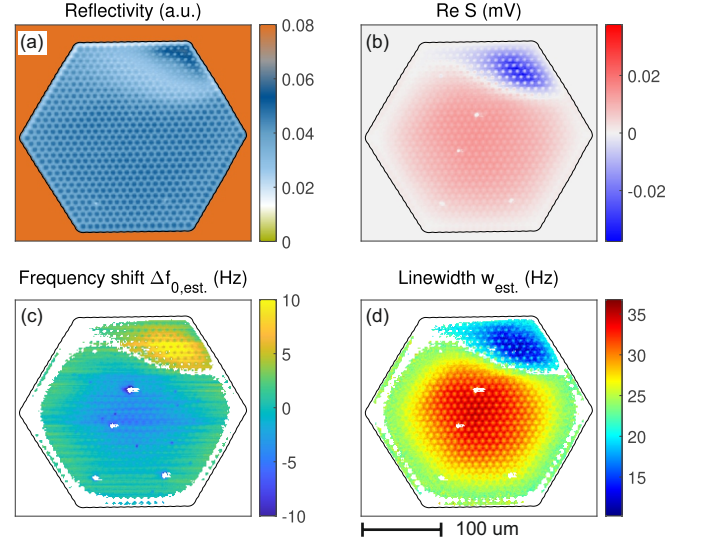 Reflectivity (a.u.)
Re S (mV)
(a)
0.08
0.06
0.04
0.02
0
(b)
0.02
0
-0.02
Frequency shift Δf0,est. (Hz)
Linewidth west. (Hz)
(c)
10
5
0
-5
-10
(d)
35
30
25
20
15
100 um